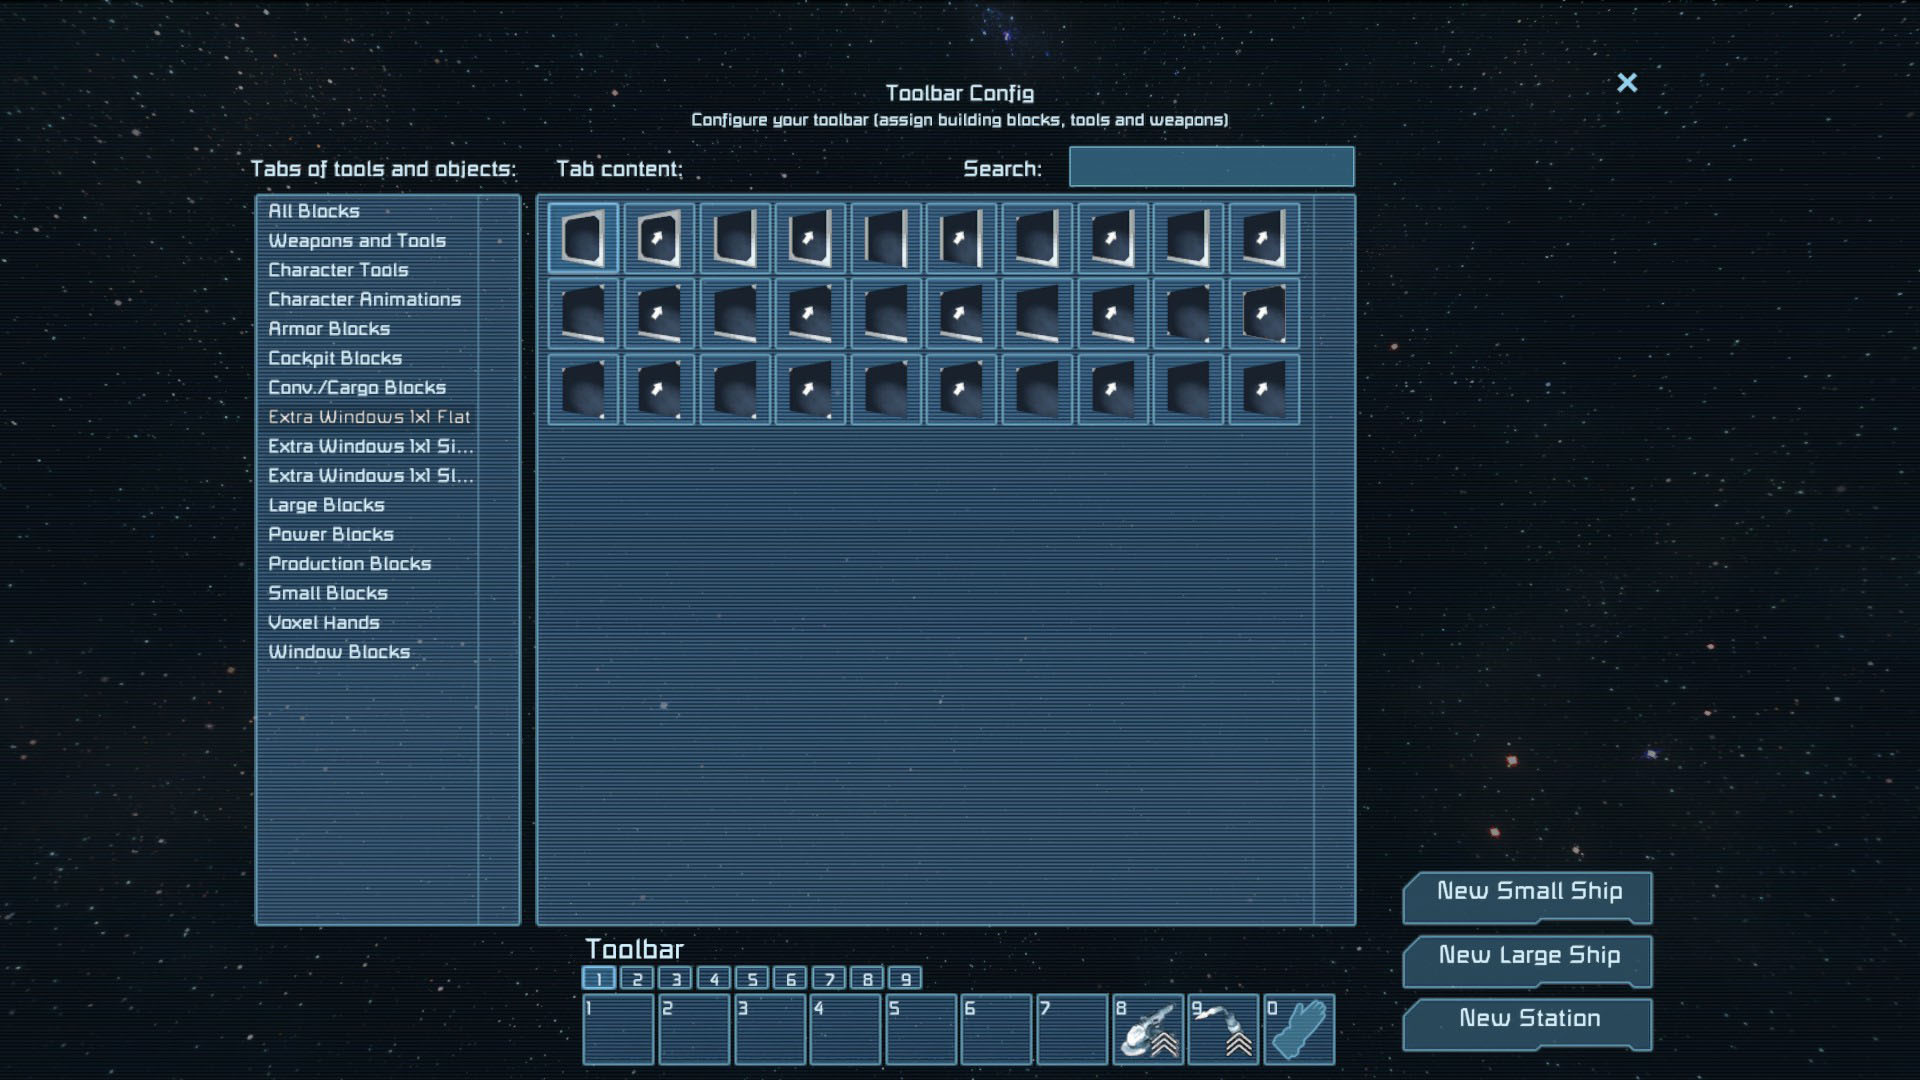 Toolbar Config
Configure your toolbar (assign building blocks, tools and weapons)
Tabs of tools and objects:
Tab content:
Search:
All Blocks
Weapons and Tools
Character Tools
Character Animations
Armor Blocks
Cockpit Blocks
Conv./Cargo Blocks
Extra Windows 1x1 Flat
Extra Windows 1x1 Si...
Extra Windows 1x1 Sl...
Large Blocks
Power Blocks
Production Blocks
Small Blocks
Voxel Hands
Window Blocks
New Small Ship
New Large Ship
New Station
Toolbar
1 2 3 4 5 6 7 8 9
1 2 3 4 5 6 7 8 9 0